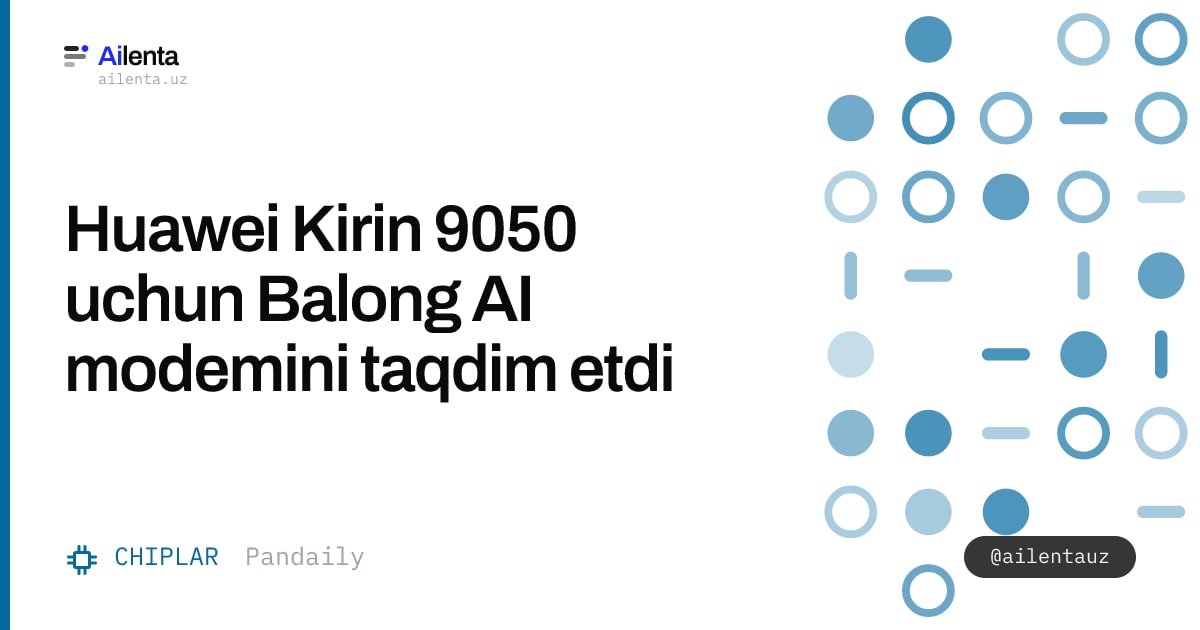 Ailenta
ailenta.uz
Huawei Kirin 9050
uchun Balong AI
modemini taqdim etdi
CHIPLAR Pandaily
@ailentauz